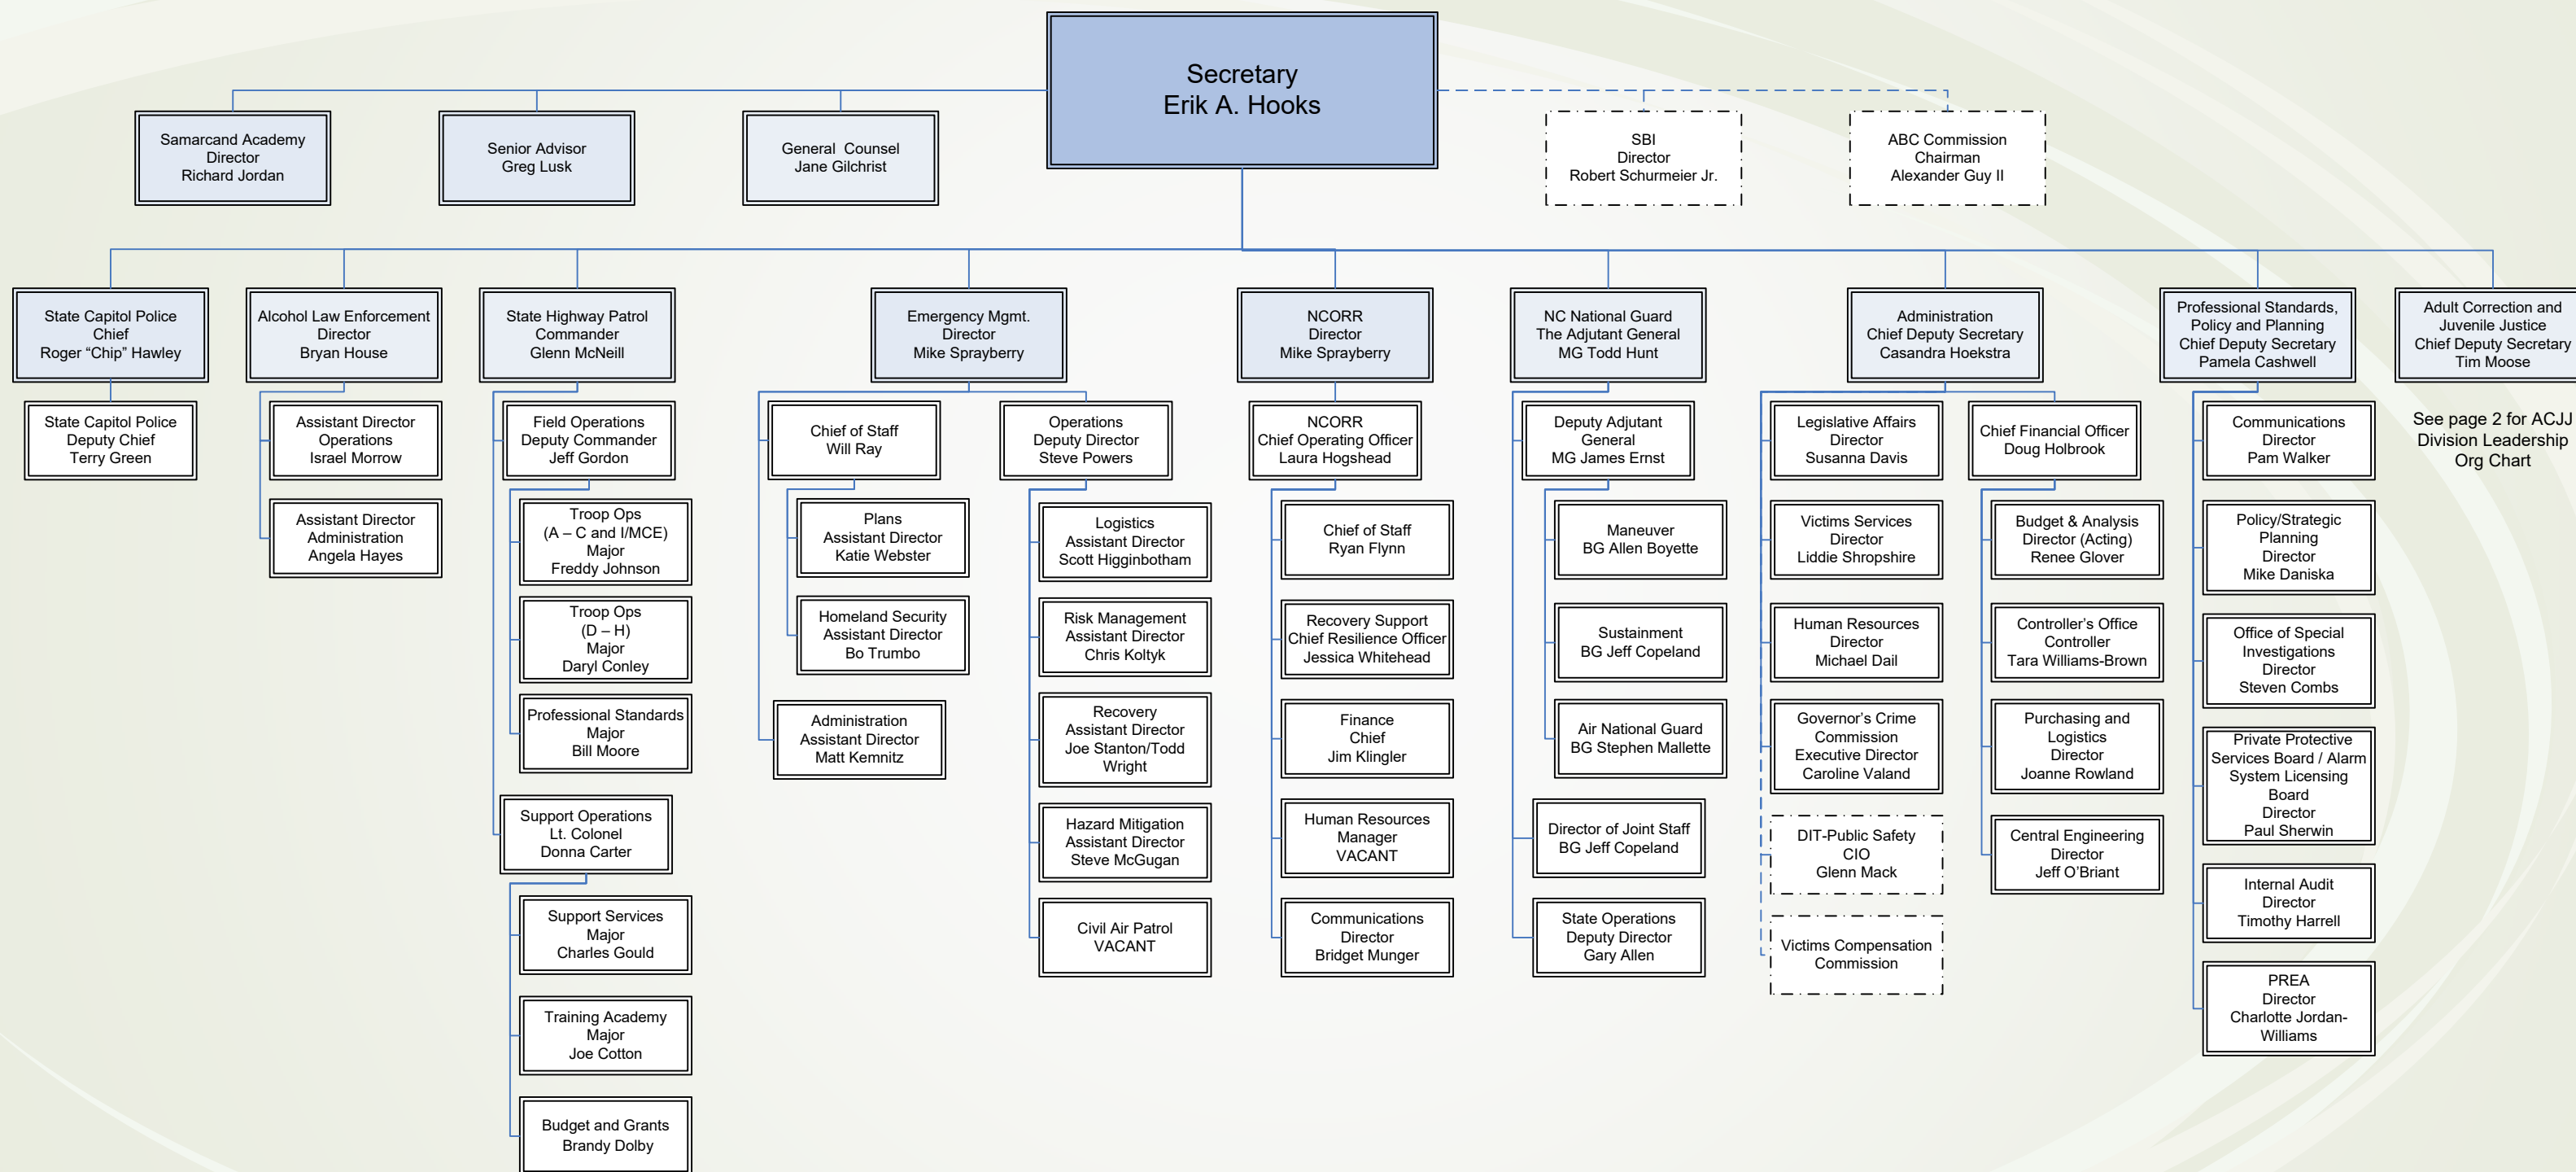 Secretary
Erik A. Hooks
Samarcand Academy
Director
Richard Jordan
Senior Advisor
Greg Lusk
General Counsel
Jane Gilchrist
SBI
Director
Robert Schurmeier Jr.
ABC Commission
Chairman
Alexander Guy II
State Capitol Police
Chief
Roger “Chip” Hawley
State Capitol Police
Deputy Chief
Terry Green
Alcohol Law Enforcement
Director
Bryan House
Assistant Director
Operations
Israel Morrow
Assistant Director
Administration
Angela Hayes
State Highway Patrol
Commander
Glenn McNeill
Field Operations
Deputy Commander
Jeff Gordon
Troop Ops
(A – C and I/MCE)
Major
Freddy Johnson
Troop Ops
(D – H)
Major
Daryl Conley
Professional Standards
Major
Bill Moore
Support Operations
Lt. Colonel
Donna Carter
Support Services
Major
Charles Gould
Training Academy
Major
Joe Cotton
Budget and Grants
Brandy Dolby
Emergency Mgmt.
Director
Mike Sprayberry
Chief of Staff
Will Ray
Plans
Assistant Director
Katie Webster
Homeland Security
Assistant Director
Bo Trumbo
Administration
Assistant Director
Matt Kemnitz
Operations
Deputy Director
Steve Powers
Logistics
Assistant Director
Scott Higginbotham
Risk Management
Assistant Director
Chris Koltyk
Recovery
Assistant Director
Joe Stanton/Todd
Wright
Hazard Mitigation
Assistant Director
Steve McGugan
Civil Air Patrol
VACANT
NCORR
Director
Mike Sprayberry
NCORR
Chief Operating Officer
Laura Hogshead
Chief of Staff
Ryan Flynn
Recovery Support
Chief Resilience Officer
Jessica Whitehead
Finance
Chief
Jim Klingler
Human Resources
Manager
VACANT
Communications
Director
Bridget Munger
NC National Guard
The Adjutant General
MG Todd Hunt
Deputy Adjutant
General
MG James Ernst
Maneuver
BG Allen Boyette
Sustainment
BG Jeff Copeland
Air National Guard
BG Stephen Mallette
Director of Joint Staff
BG Jeff Copeland
State Operations
Deputy Director
Gary Allen
Administration
Chief Deputy Secretary
Casandra Hoekstra
Legislative Affairs
Director
Susanna Davis
Victims Services
Director
Liddie Shropshire
Human Resources
Director
Michael Dail
Governor’s Crime
Commission
Executive Director
Caroline Valand
DIT-Public Safety
CIO
Glenn Mack
Victims Compensation
Commission
Chief Financial Officer
Doug Holbrook
Budget & Analysis
Director (Acting)
Renee Glover
Controller’s Office
Controller
Tara Williams-Brown
Purchasing and
Logistics
Director
Joanne Rowland
Central Engineering
Director
Jeff O’Briant
Professional Standards,
Policy and Planning
Chief Deputy Secretary
Pamela Cashwell
Communications
Director
Pam Walker
Policy/Strategic
Planning
Director
Mike Daniska
Office of Special
Investigations
Director
Steven Combs
Private Protective
Services Board / Alarm
System Licensing
Board
Director
Paul Sherwin
Internal Audit
Director
Timothy Harrell
PREA
Director
Charlotte Jordan-
Williams
Adult Correction and
Juvenile Justice
Chief Deputy Secretary
Tim Moose
See page 2 for ACJJ
Division Leadership
Org Chart